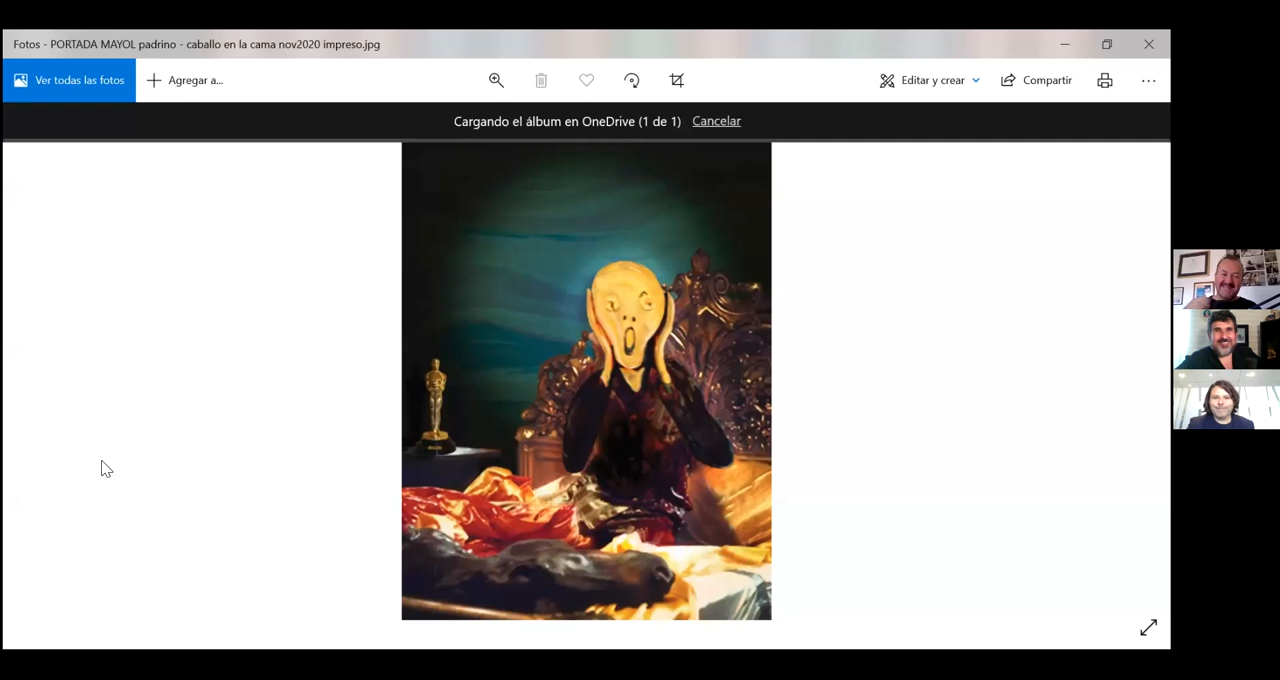 Fotos - PORTADA MAYOL padrino - caballo en la cama nov2020 impreso.jpg
Ver todas las fotos
Agregar a...
Editar y crear
Compartir
Cargando el álbum en OneDrive (1 de 1) Cancelar